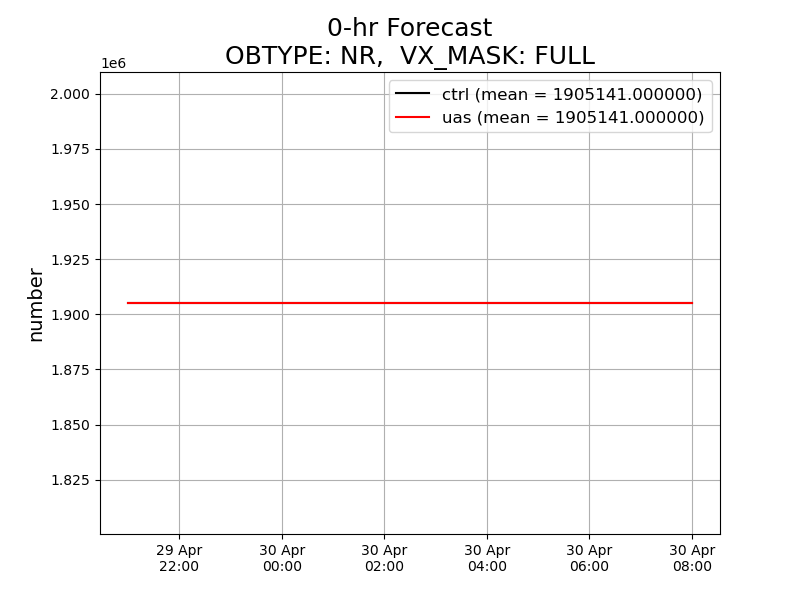 0-hr Forecast
OBTYPE: NR,  VX_MASK: FULL
1e6
ctrl (mean = 1905141.000000)
uas (mean = 1905141.000000)
2.000
1.975
1.950
1.925
1.900
1.875
1.850
1.825
number
29 Apr
22:00
30 Apr
00:00
30 Apr
02:00
30 Apr
04:00
30 Apr
06:00
30 Apr
08:00